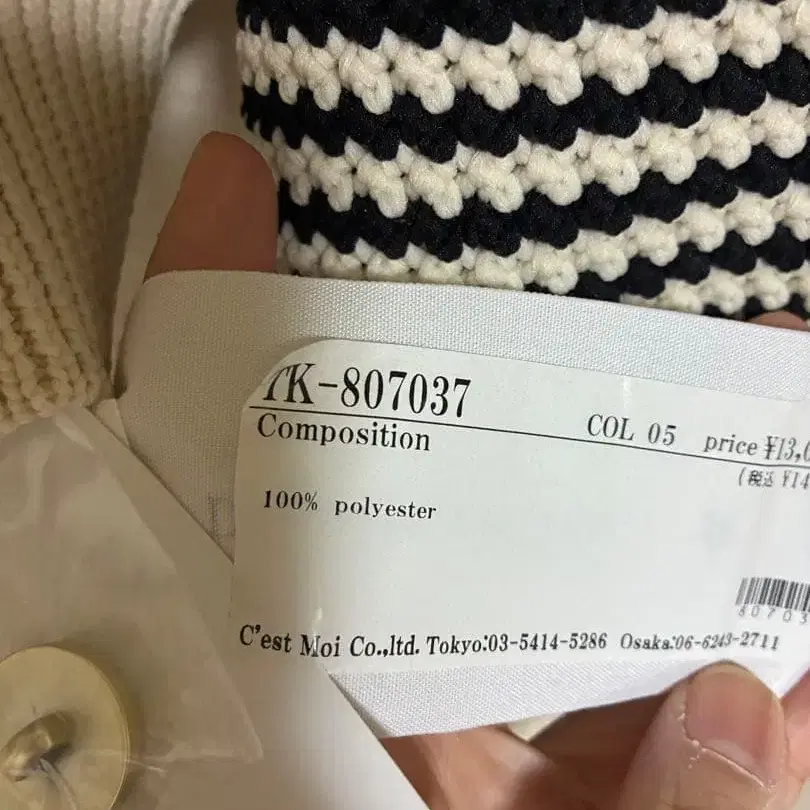 TK-807037
COL 05 price ¥13,
Composition
(税込 ¥14
100% polyester
80703
C'est Moi Co.,ltd. Tokyo:03-5414-5286 Osaka:06-6243-2711